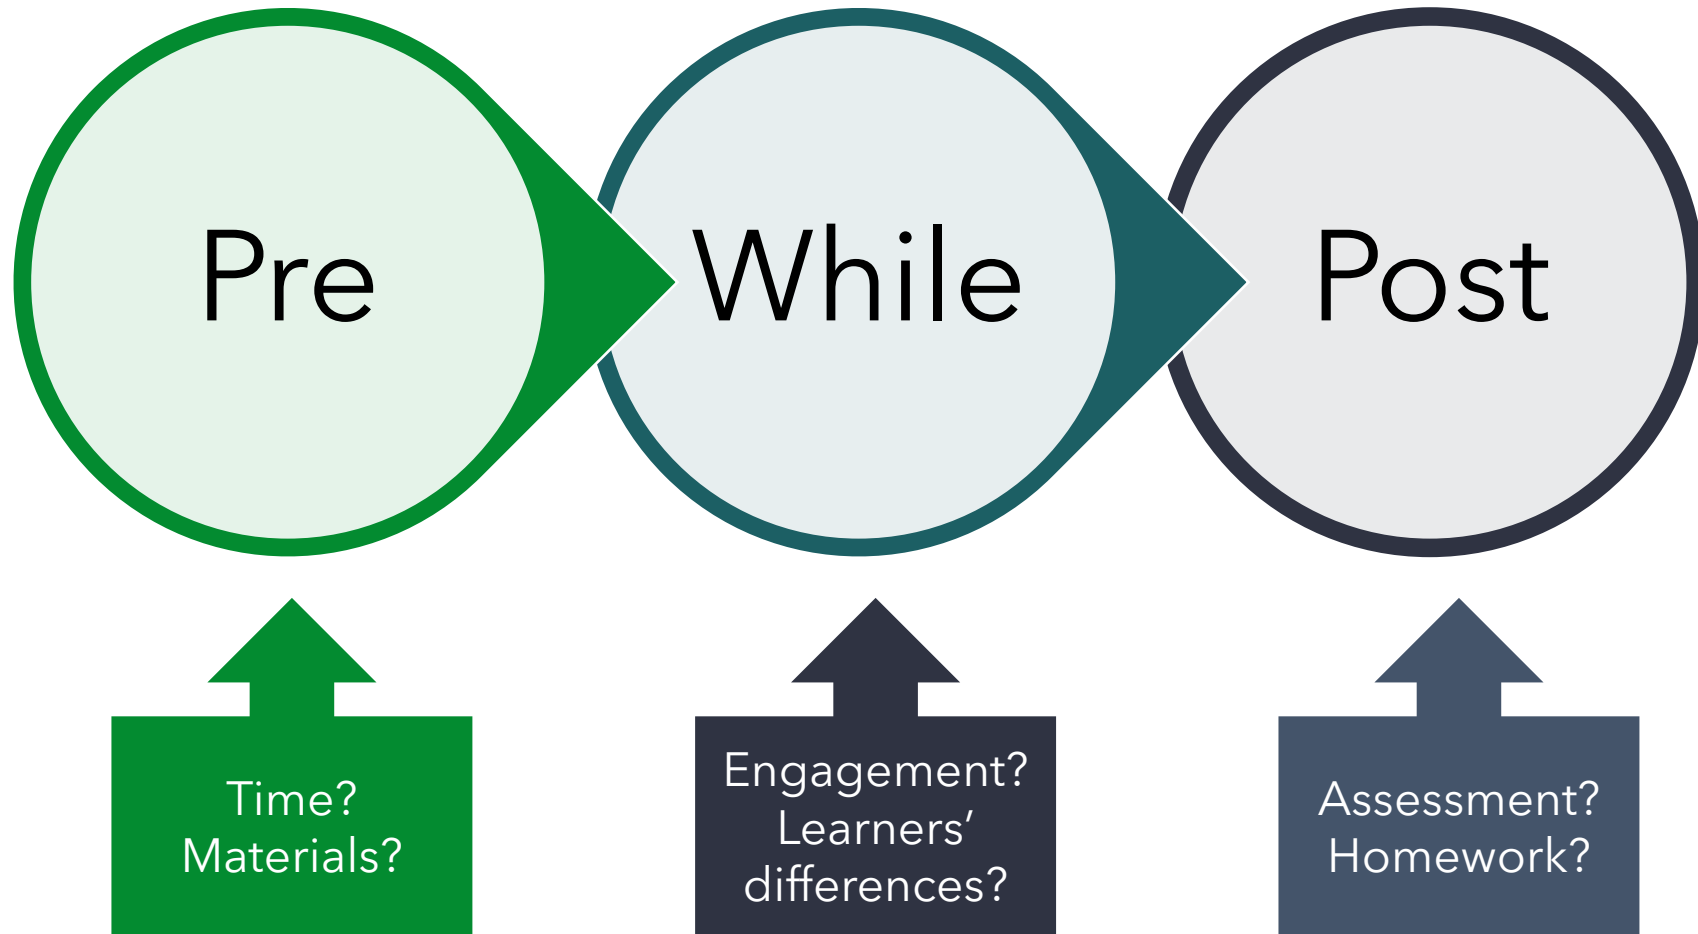 Pre
While
Post
Time?
Materials?
Engagement?
Learners’
differences?
Assessment?
Homework?